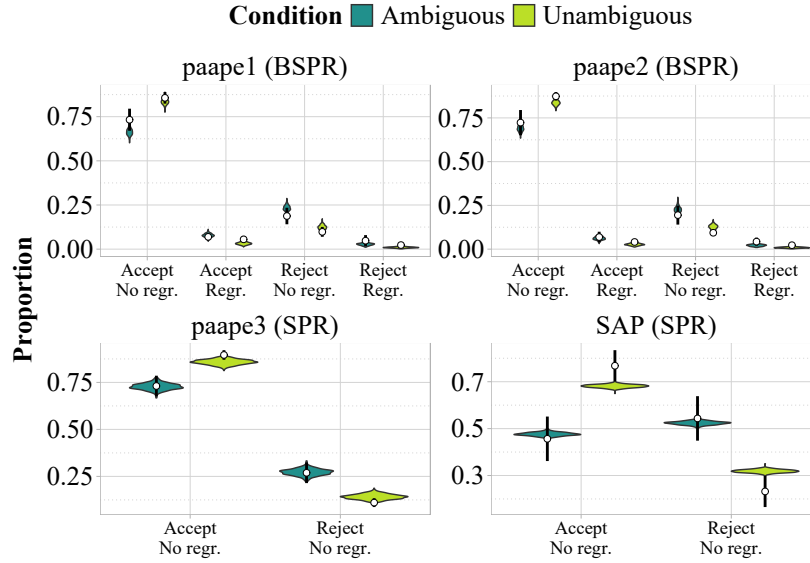 Condition Ambiguous Unambiguous
paape1 (BSPR)
paape2 (BSPR)
0.75
0.50
0.25
0.00
0.75
0.50
0.25
0.00
Accept
No regr.
Accept
Regr.
Reject
No regr.
Reject
Regr.
Accept
No regr.
Accept
Regr.
Reject
No regr.
Reject
Regr.
Proportion
paape3 (SPR)
SAP (SPR)
0.75
0.50
0.25
0.7
0.5
0.3
Accept
No regr.
Reject
No regr.
Accept
No regr.
Reject
No regr.